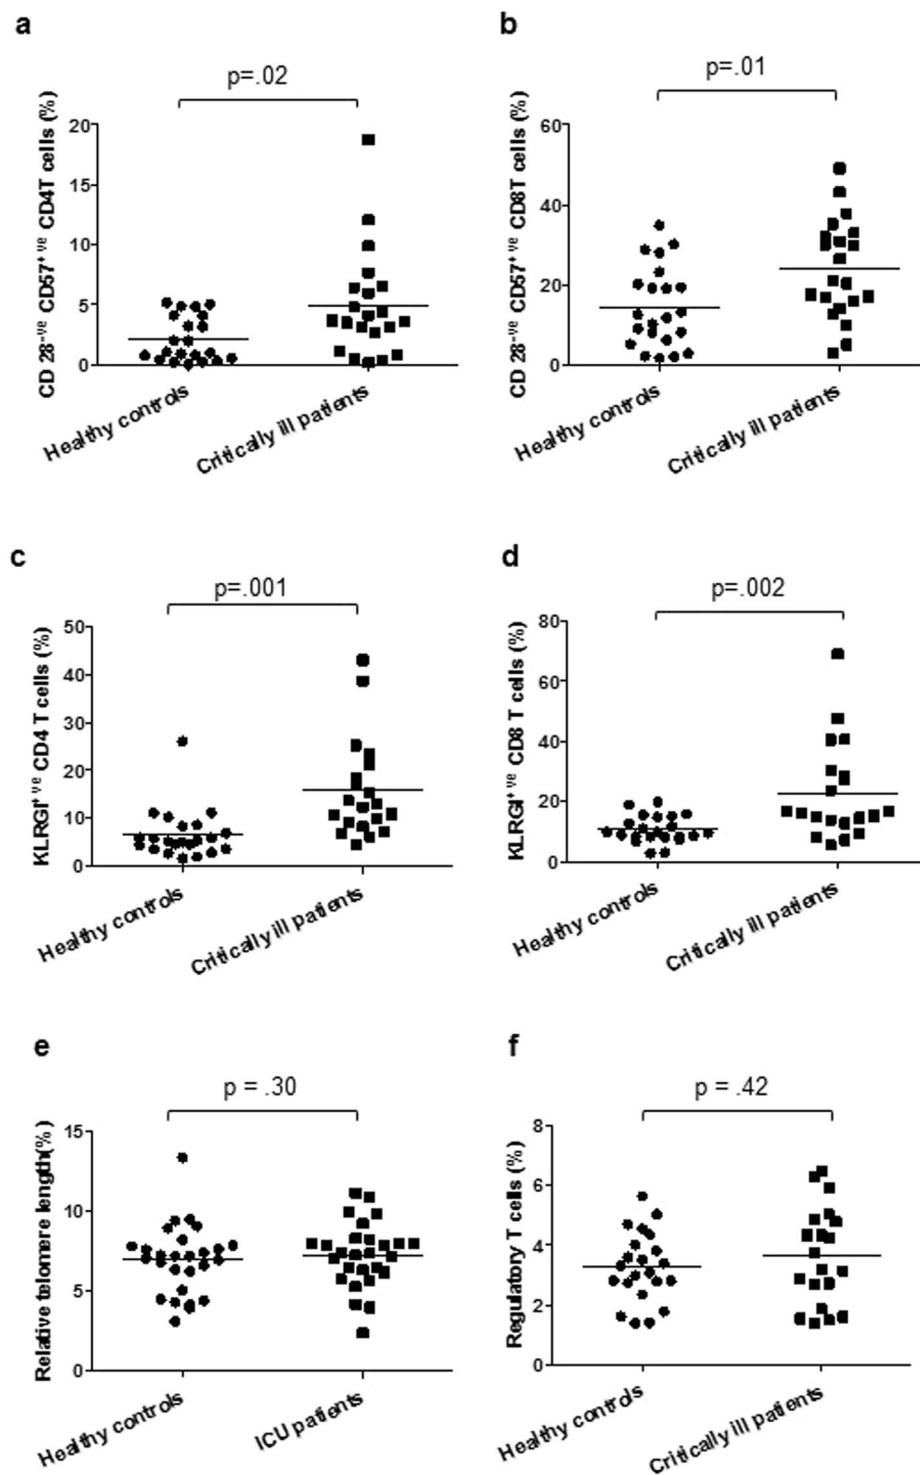 a
p=.02
CD 28-ve CD57+ve CD4T cells (%)
20
15
10
5
0
Healthy controls
Critically ill patients
b
p=.01
CD 28-ve CD57+ve CD8T cells (%)
60
40
20
0
Healthy controls
Critically ill patients
c
p=.001
KLRGI+ve CD4 T cells (%)
50
40
30
20
10
0
Healthy controls
Critically ill patients
d
p=.002
KLRGI+ve CD8 T cells (%)
80
60
40
20
0
Healthy controls
Critically ill patients
e
p = .30
Relative telomere length(%)
15
10
5
0
Healthy controls
ICU patients
f
p = .42
Regulatory T cells (%)
8
6
4
2
0
Healthy controls
Critically ill patients